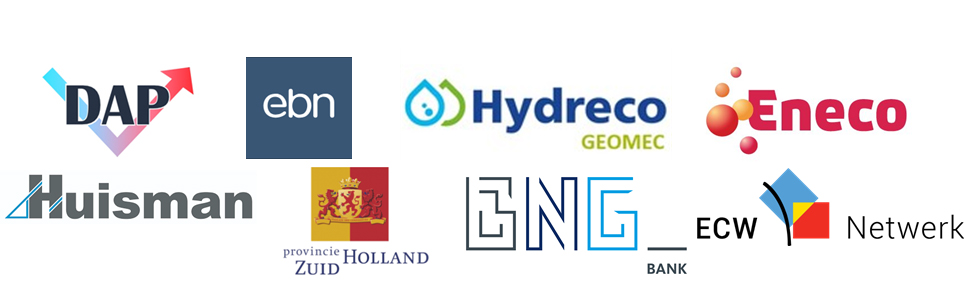 DAP
ebn
Hydreco
GEOMEC
Eneco
Huisman
provincie
ZUID HOLLAND
BNG
BANK
ECW Netwerk